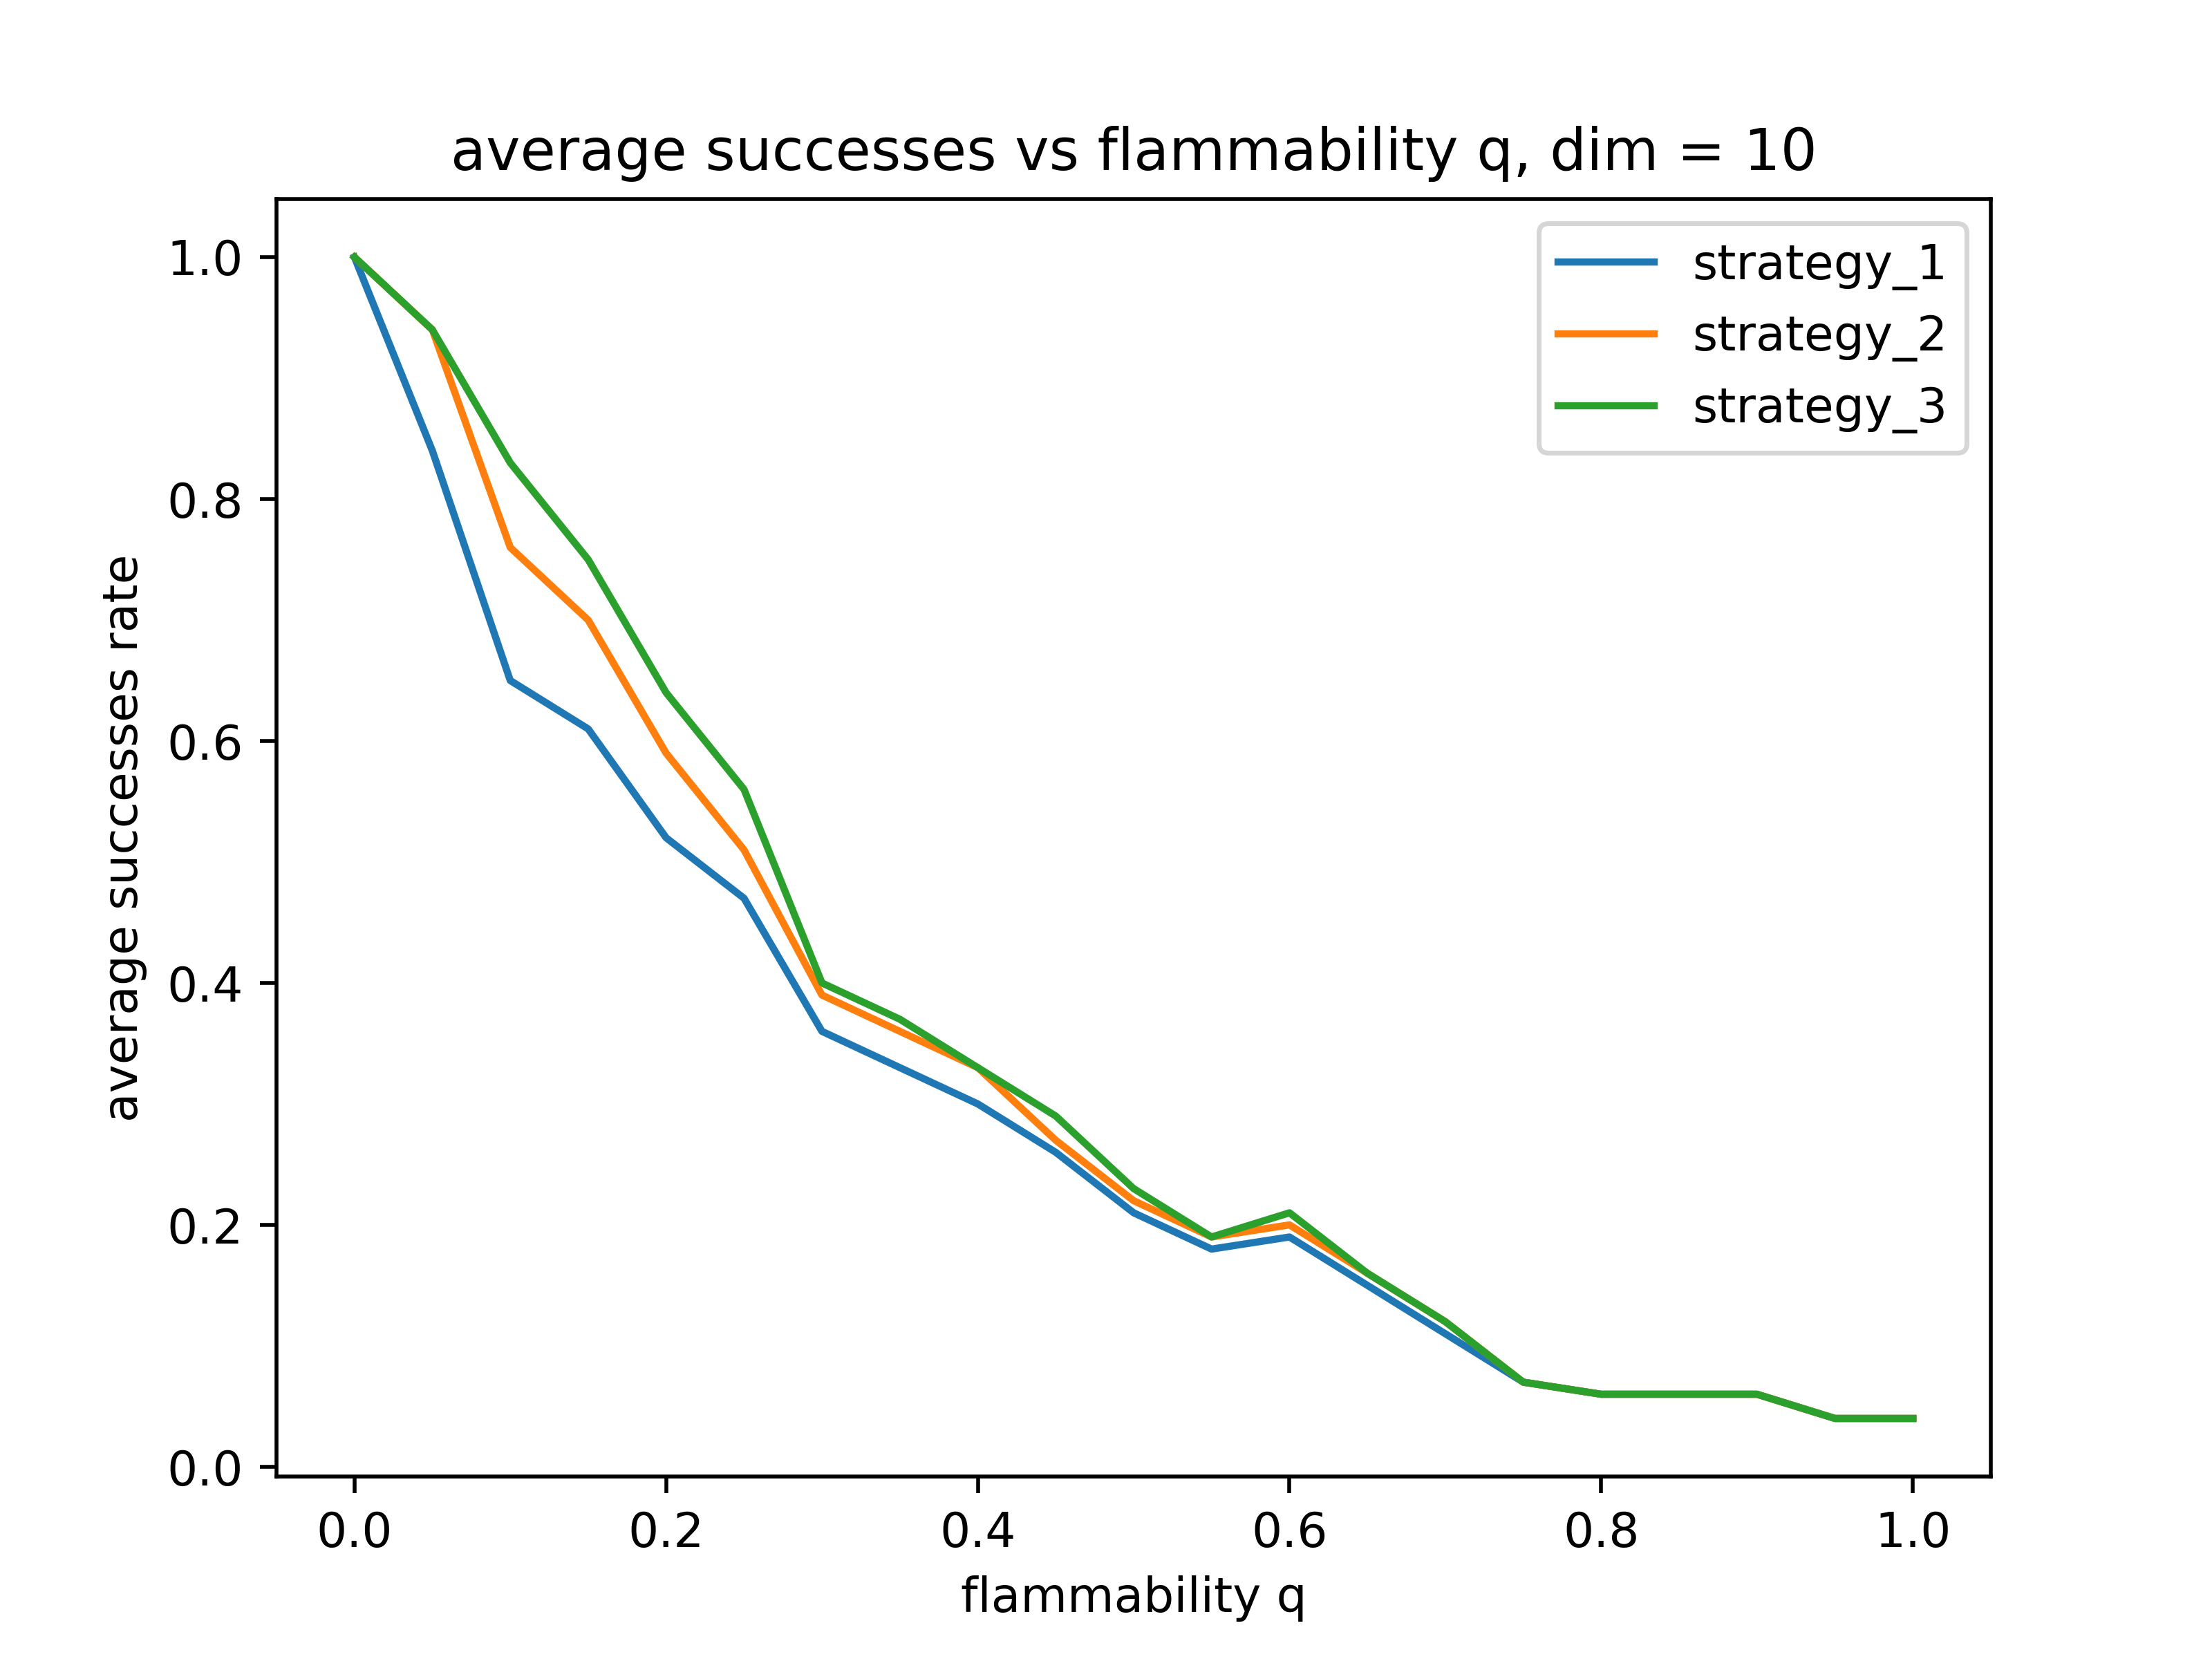 average successes vs flammability q, dim = 10
strategy_1
strategy_2
strategy_3
average successes rate
1.0
0.8
0.6
0.4
0.2
0.0
0.0 0.2 0.4 0.6 0.8 1.0
flammability q